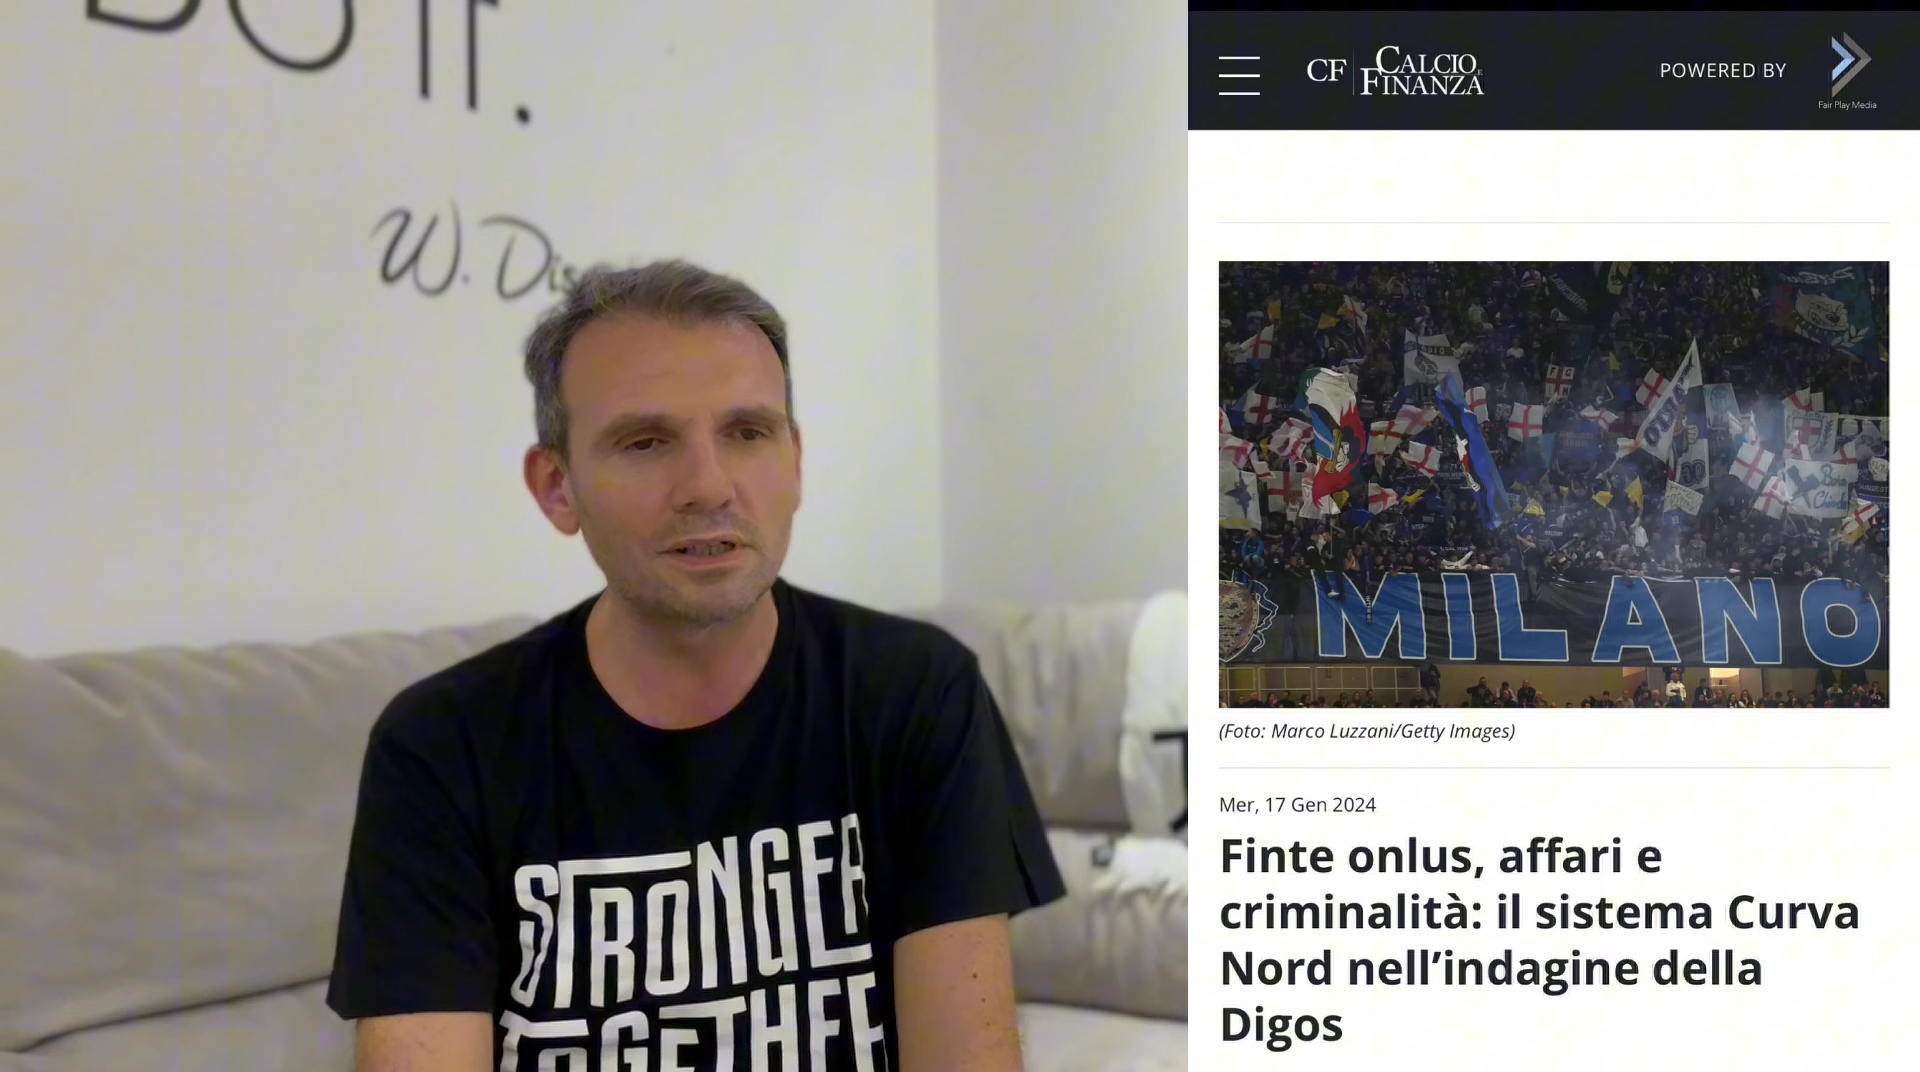 W. Dis
STRONGER
TOGETHER
CF CALCIO E FINANZA
POWERED BY
Fair Play Media
MILANO
(Foto: Marco Luzzani/Getty Images)
Mer, 17 Gen 2024
Finte onlus, affari e
criminalità: il sistema Curva
Nord nell’indagine della
Digos